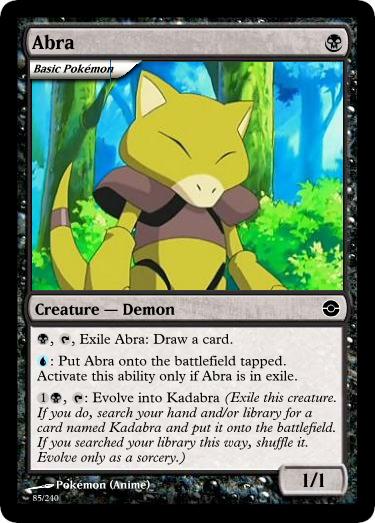 Abra
Basic Pokémon
Creature — Demon
, , Exile Abra: Draw a card.
: Put Abra onto the battlefield tapped.
Activate this ability only if Abra is in exile.
1 , : Evolve into Kadabra (Exile this creature.
If you do, search your hand and/or library for
a card named Kadabra and put it onto the battlefield.
If you searched your library this way, shuffle it.
Evolve only as a sorcery.)
1/1
Pokémon (Anime)
85/240